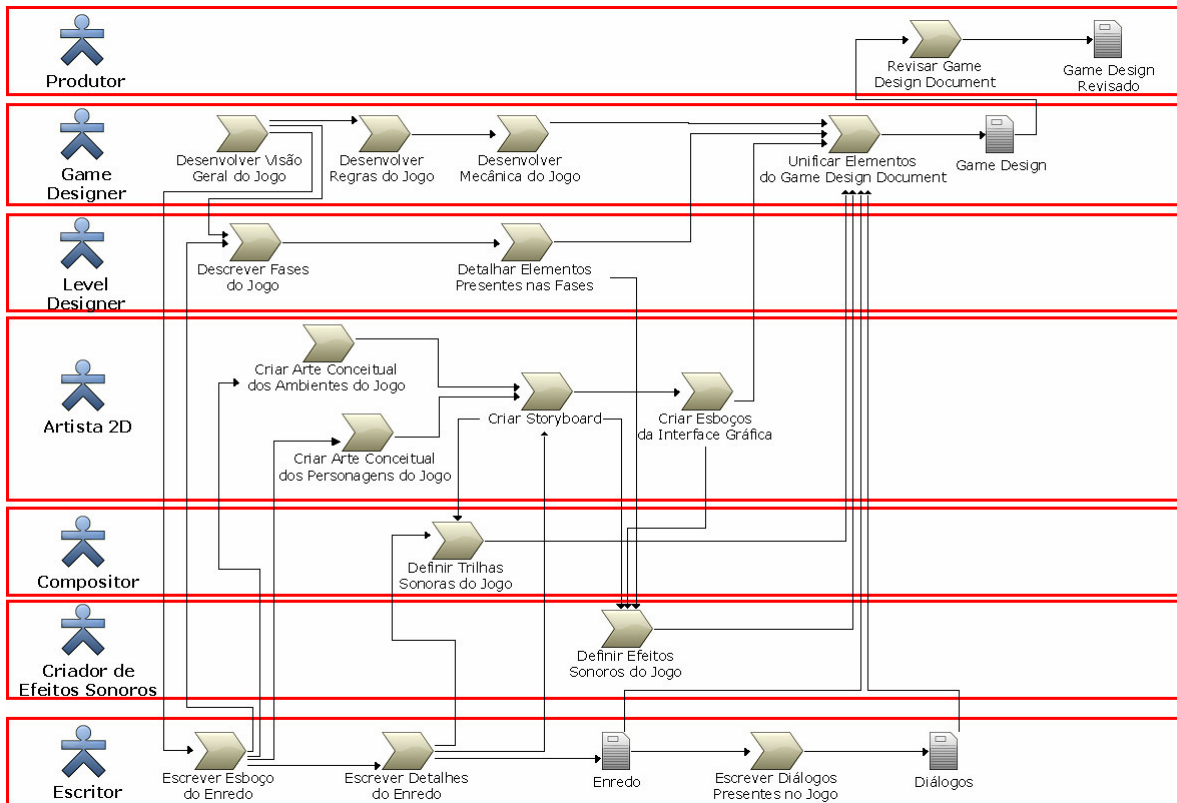 Produtor
Revisar Game
Design Document
Game Design
Revisado
Game
Designer
Desenvolver Visão
Geral do Jogo
Desenvolver
Regras do Jogo
Desenvolver
Mecânica do Jogo
Unificar Elementos
do Game Design Document
Game Design
Level
Designer
Descrever Fases
do Jogo
Detalhar Elementos
Presentes nas Fases
Artista 2D
Criar Arte Conceitual
dos Ambientes do Jogo
Criar Arte Conceitual
dos Personagens do Jogo
Criar Storyboard
Criar Esboços
da Interface Gráfica
Compositor
Definir Trilhas
Sonoras do Jogo
Criador de
Efeitos Sonoros
Definir Efeitos
Sonoros do Jogo
Escritor
Escrever Esboço
do Enredo
Escrever Detalhes
do Enredo
Enredo
Escrever Diálogos
Presentes no Jogo
Diálogos